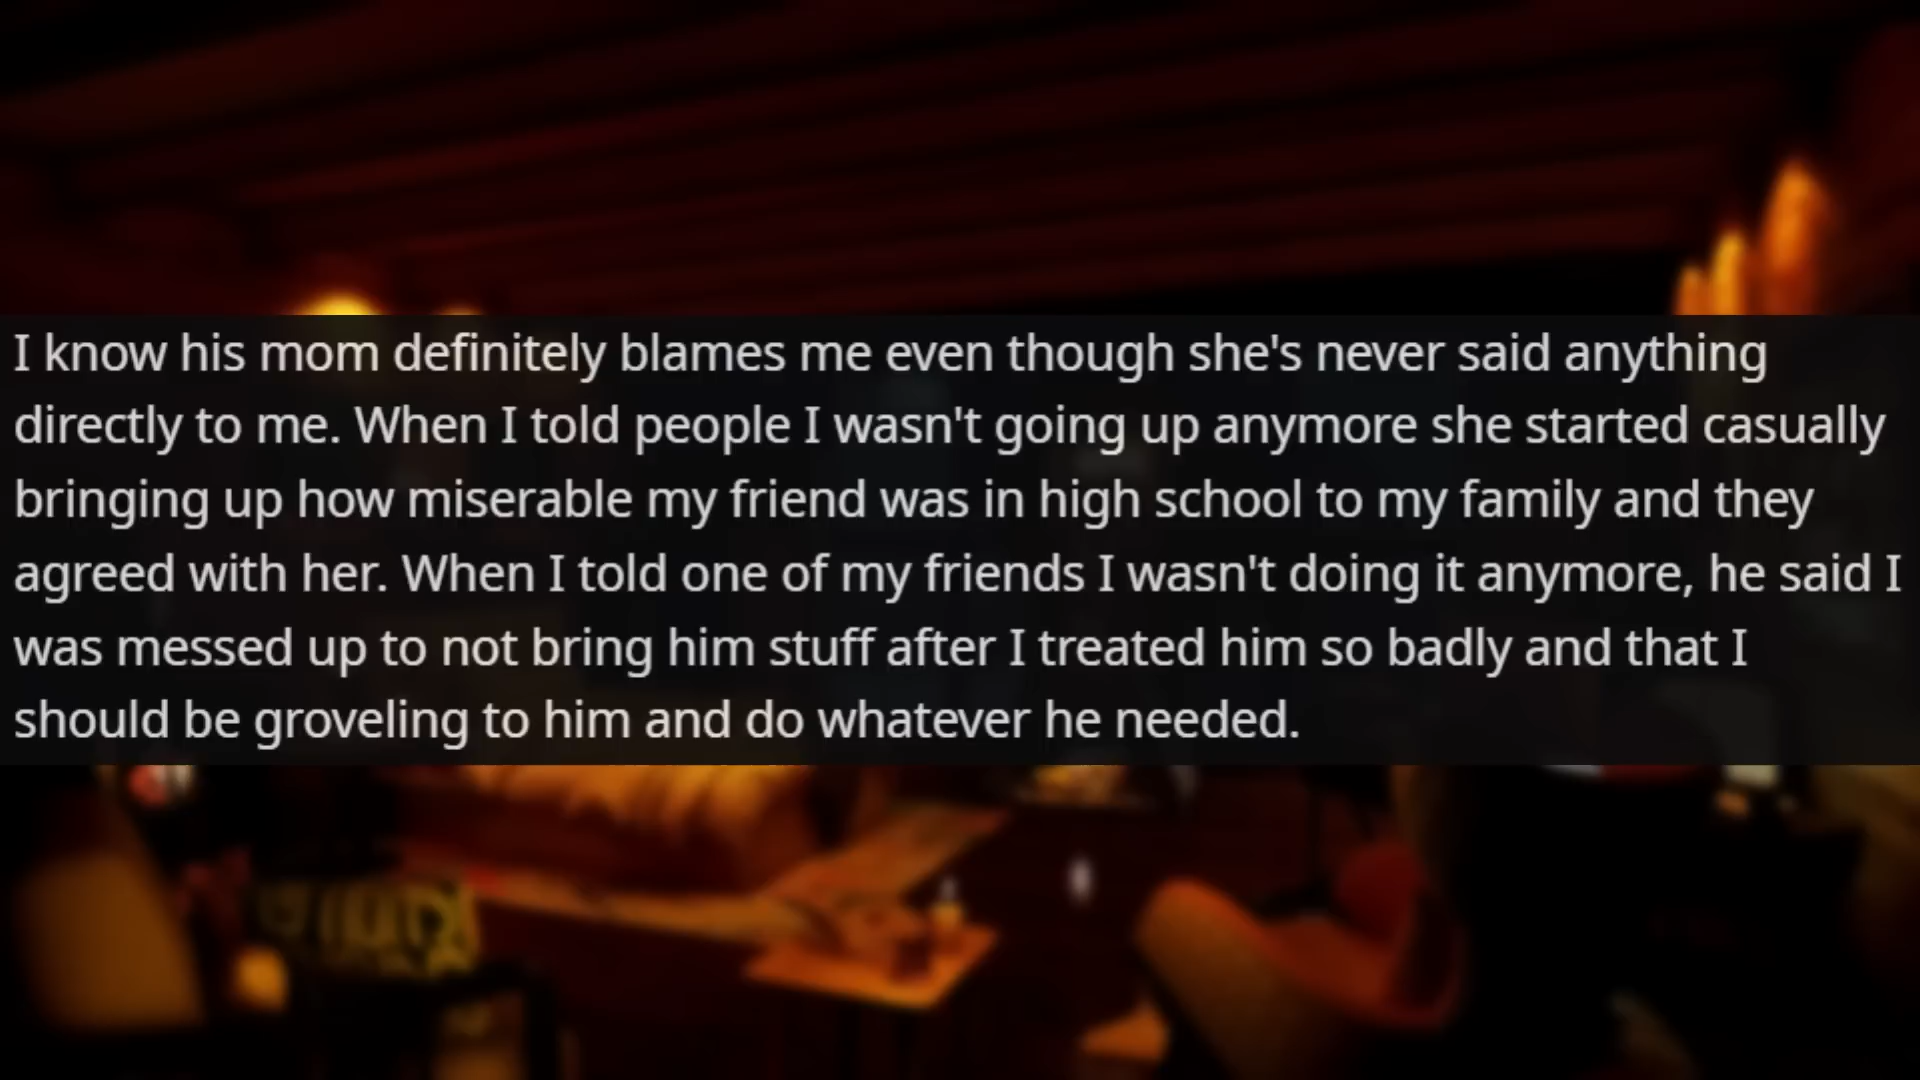 I know his mom definitely blames me even though she's never said anything
directly to me. When I told people I wasn't going up anymore she started casually
bringing up how miserable my friend was in high school to my family and they
agreed with her. When I told one of my friends I wasn't doing it anymore, he said I
was messed up to not bring him stuff after I treated him so badly and that I
should be groveling to him and do whatever he needed.